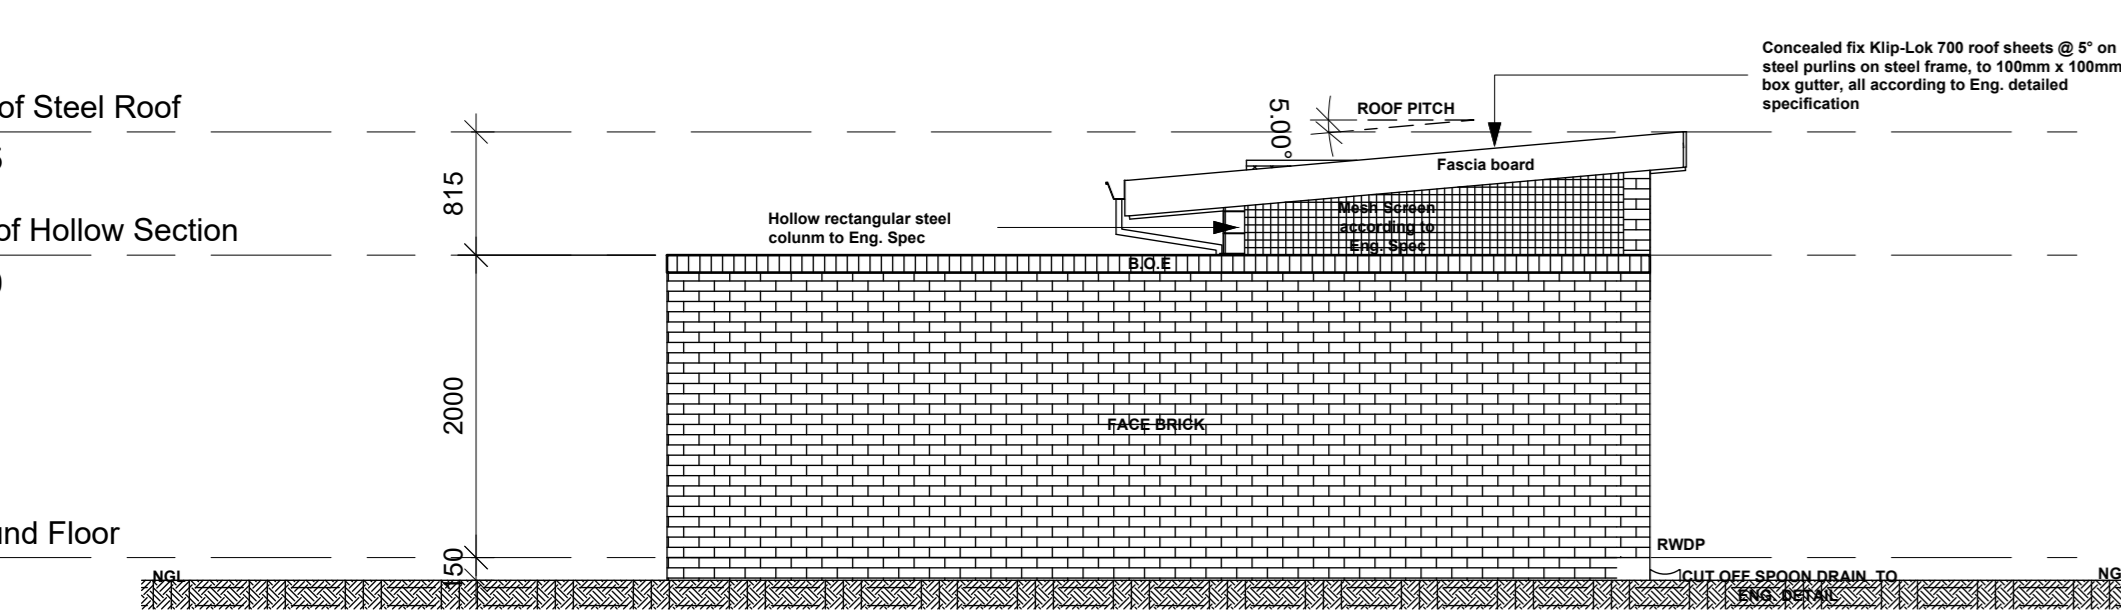 Concealed fix Klip-Lok 700 roof sheets @ 5° on
steel purlins on steel frame, to 100mm x 100mm
box gutter, all according to Eng. detailed
specification
of Steel Roof
5.00°
ROOF PITCH
Fascia board
815
of Hollow Section
Hollow rectangular steel
colunm to Eng. Spec
Mesh Screen
according to
Eng. Spec
B.O.E
2000
FACE BRICK
und Floor
150
RWDP
NGL
CUT OFF SPOON DRAIN TO
ENG. DETAIL
NG